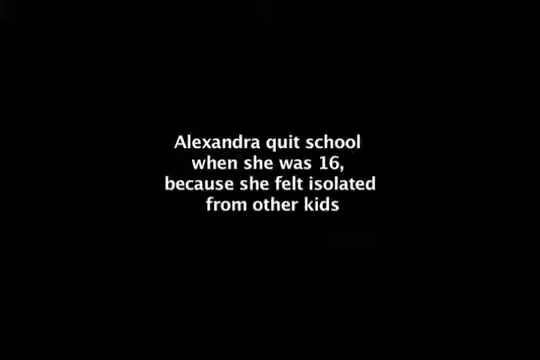 Alexandra quit school
when she was 16,
because she felt isolated
from other kids